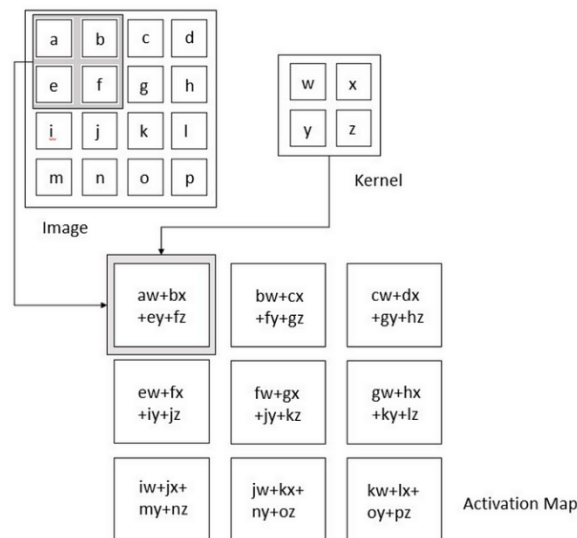 a b c d
e f g h
i j k l
m n o p
Image
w x
y z
Kernel
aw+bx
+ey+fz
bw+cx
+fy+gz
cw+dx
+gy+hz
ew+fx
+iy+jz
fw+gx
+jy+kz
gw+hx
+ky+lz
iw+jx+
my+nz
jw+kx+
ny+oz
kw+lx+
oy+pz
Activation Map